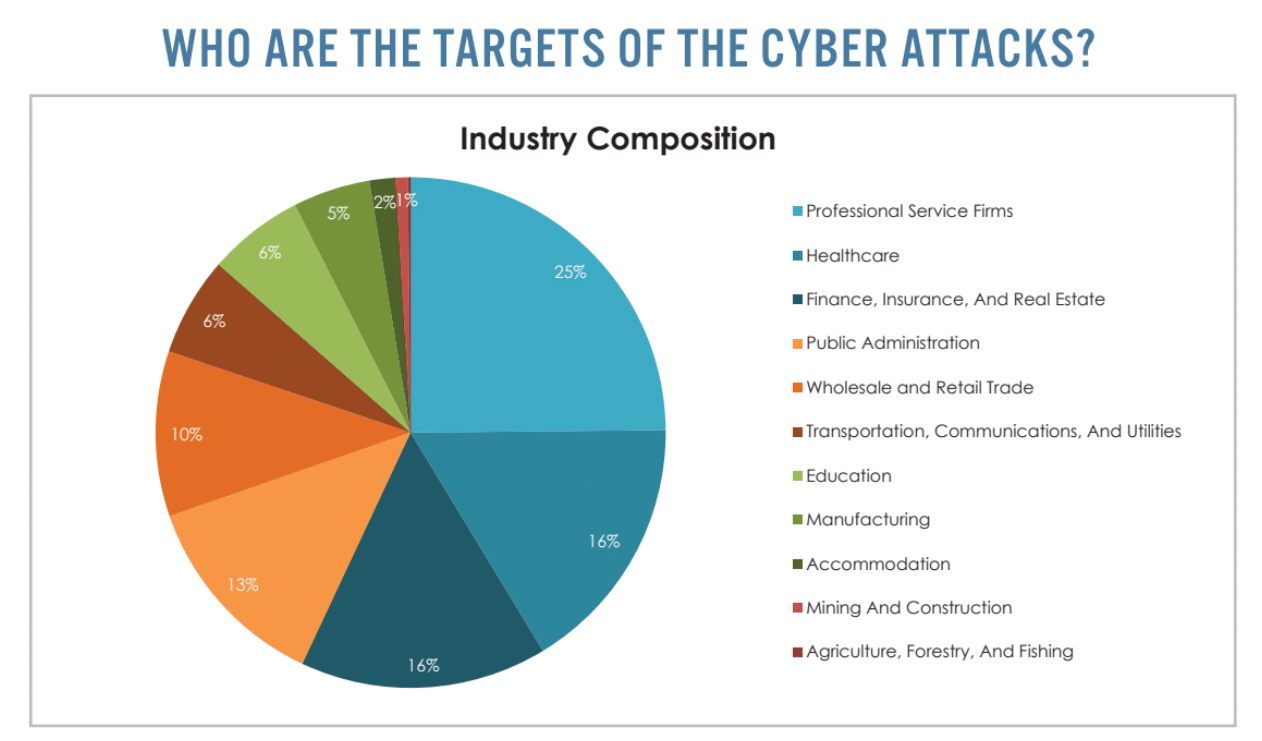 WHO ARE THE TARGETS OF THE CYBER ATTACKS?
Industry Composition
25%
16%
16%
13%
10%
6%
6%
5%
2%
1%
Professional Service Firms
Healthcare
Finance, Insurance, And Real Estate
Public Administration
Wholesale and Retail Trade
Transportation, Communications, And Utilities
Education
Manufacturing
Accommodation
Mining And Construction
Agriculture, Forestry, And Fishing